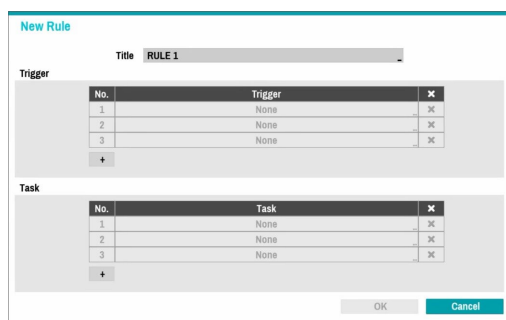 New Rule
Title RULE 1
Trigger
No. Trigger ✖
1 None ✖
2 None ✖
3 None ✖
+
Task
No. Task ✖
1 None ✖
2 None ✖
3 None ✖
+
OK Cancel